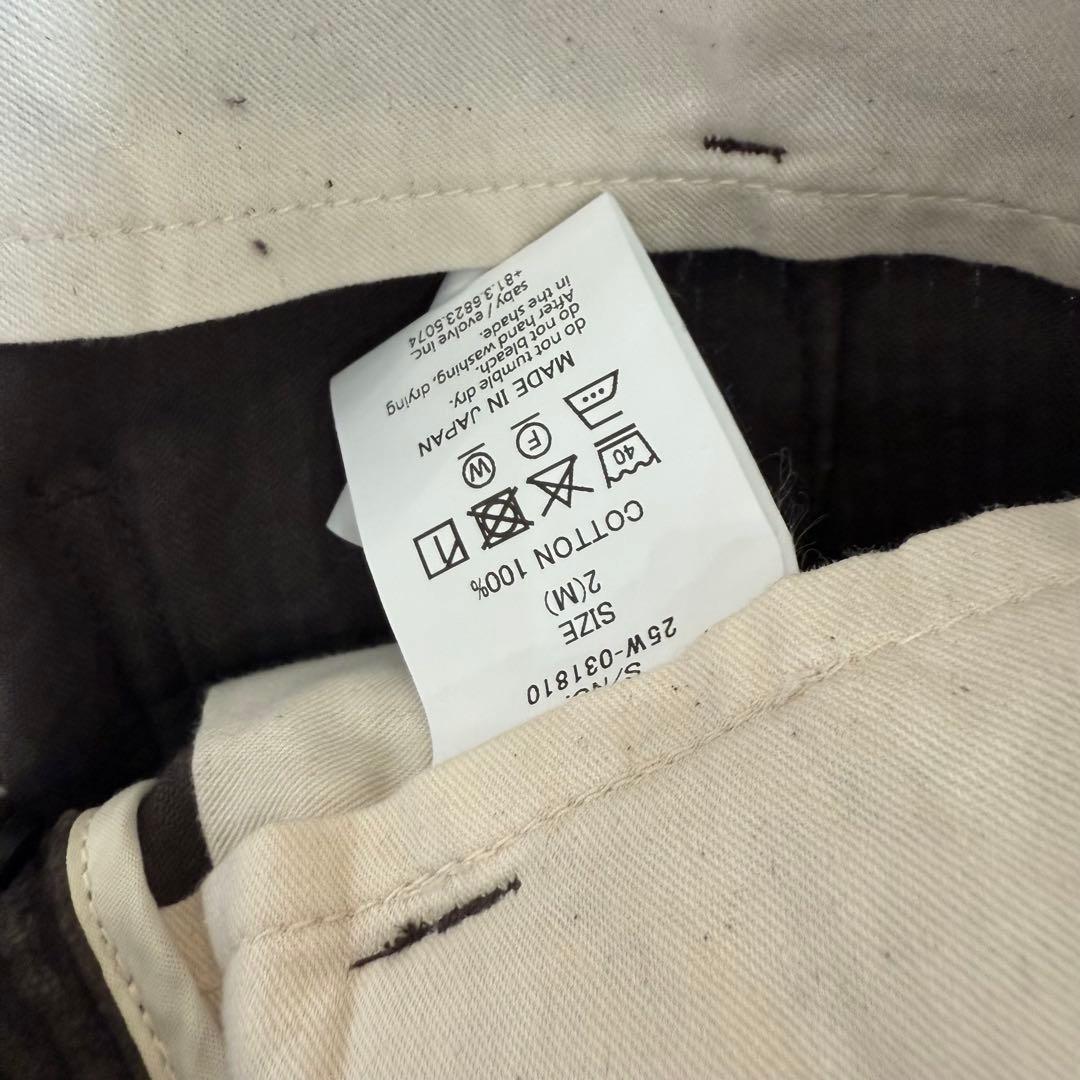 S/NO.
25W-031810
SIZE
2(M)
COTTON 100%
40
F
W
MADE IN JAPAN
do not tumble dry.
do not bleach.
After hand washing, drying
in the shade.
saby / evolve inc.
+81.3.6823.5074